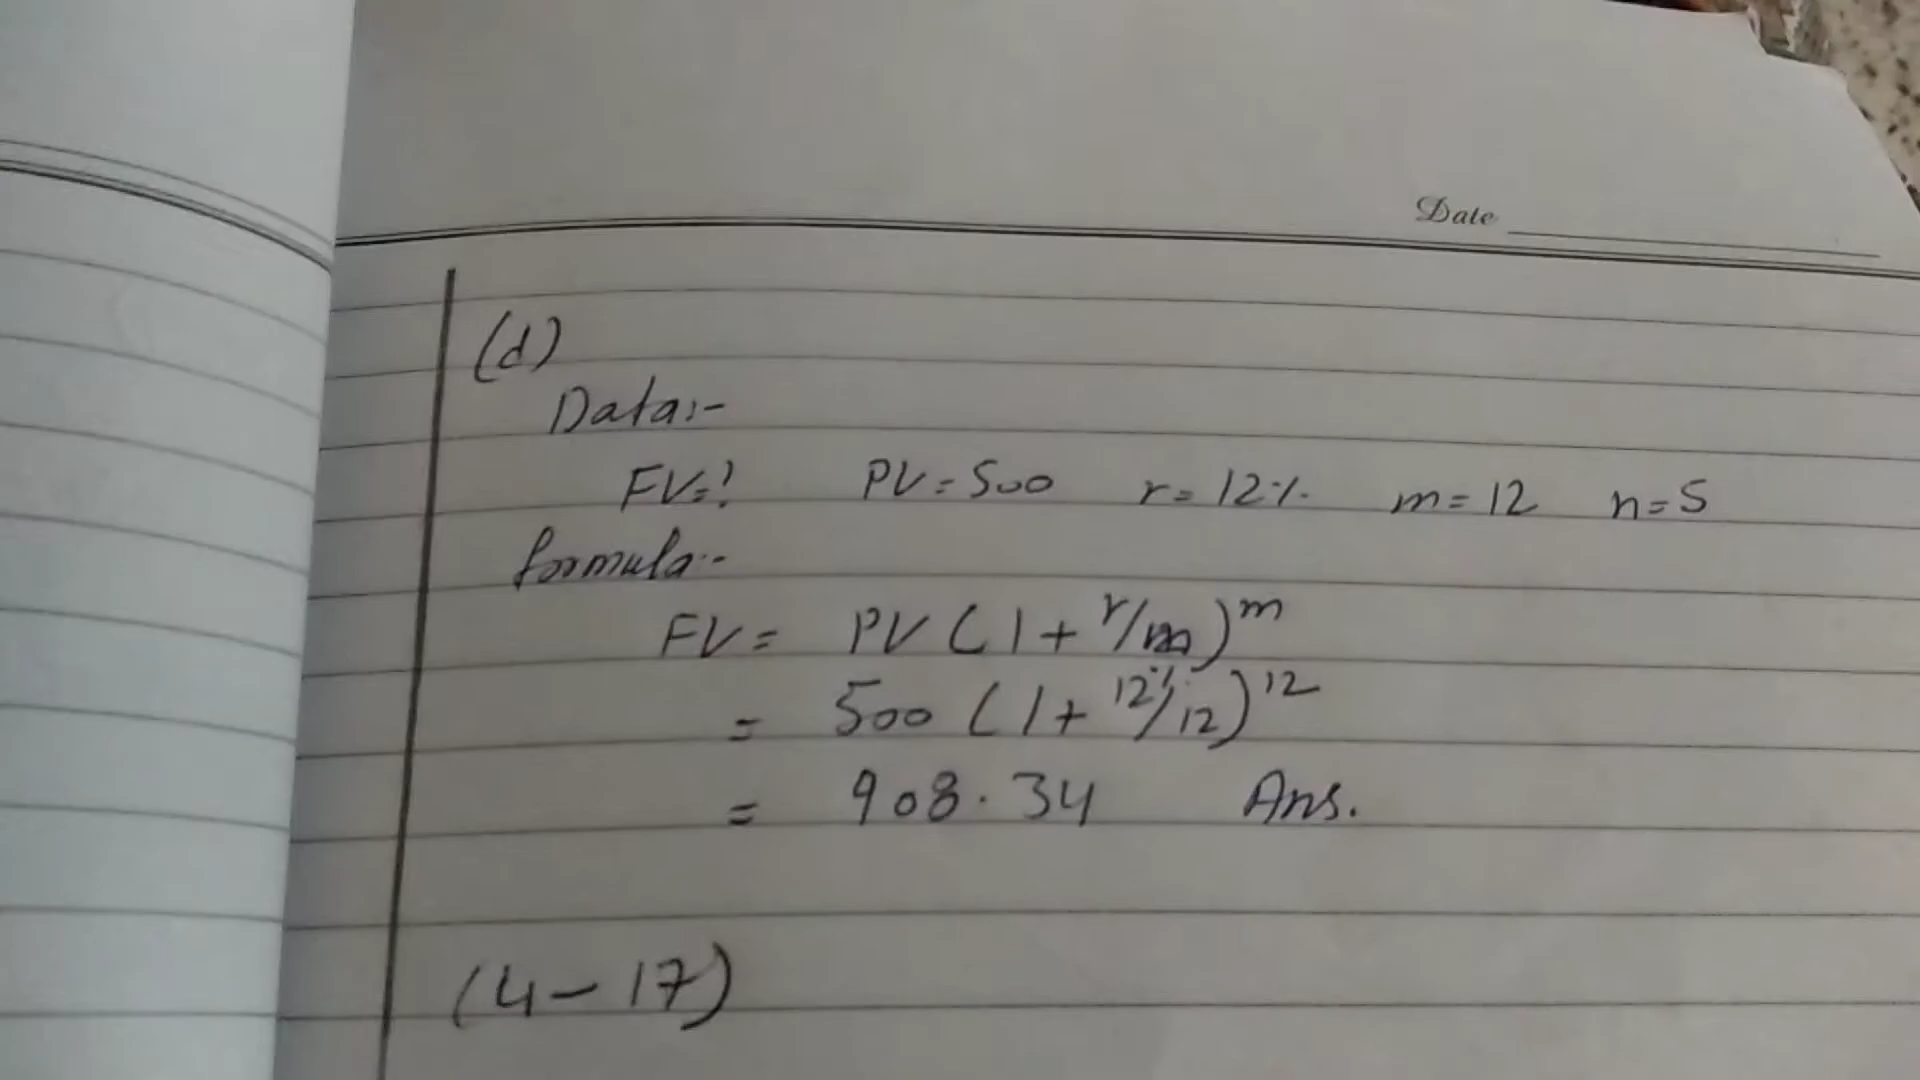 Date
(d)
Data:-
FV=? PV=500 r=12% m=12 n=5
formula:-
FV= PV(1+r/m)^m
= 500(1+12%/12)^12
= 908.34 Ans.
(4-17)